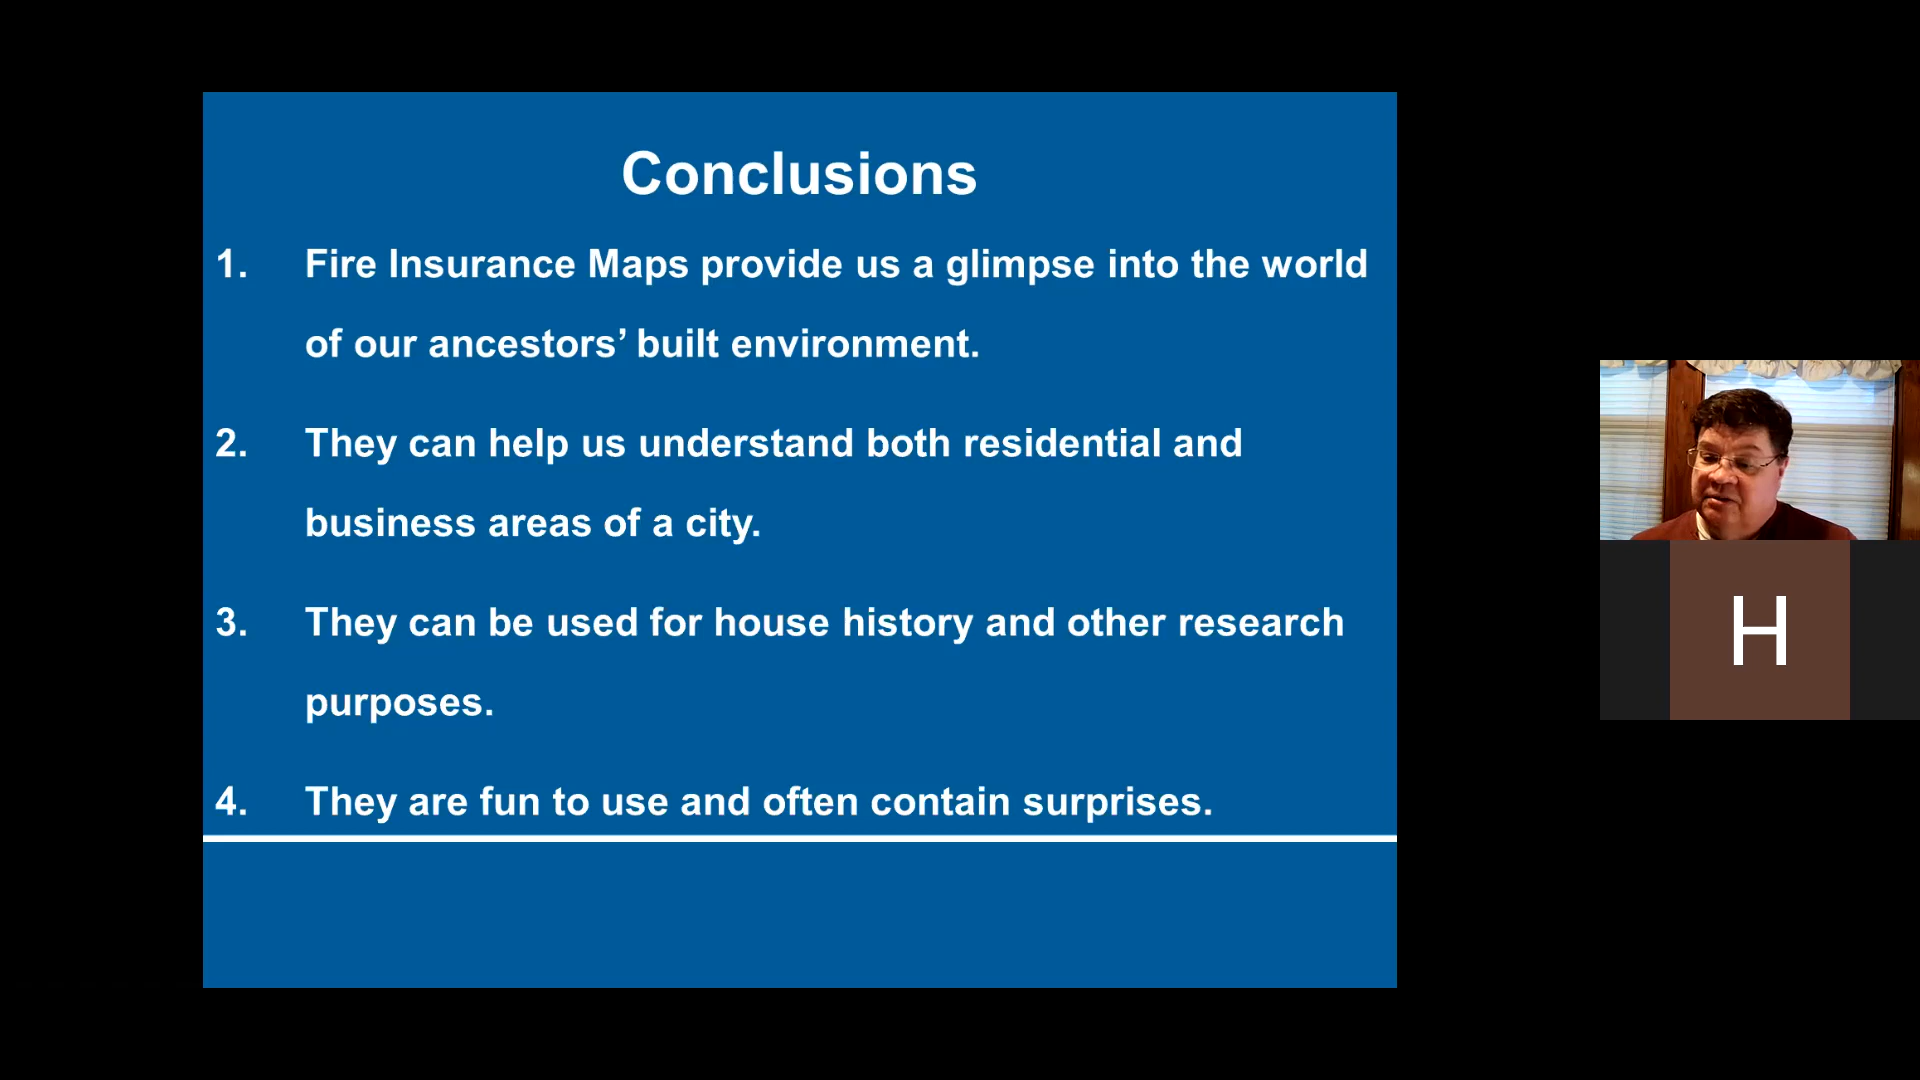 Conclusions
1. Fire Insurance Maps provide us a glimpse into the world
of our ancestors’ built environment.
2. They can help us understand both residential and
business areas of a city.
3. They can be used for house history and other research
purposes.
4. They are fun to use and often contain surprises.
H